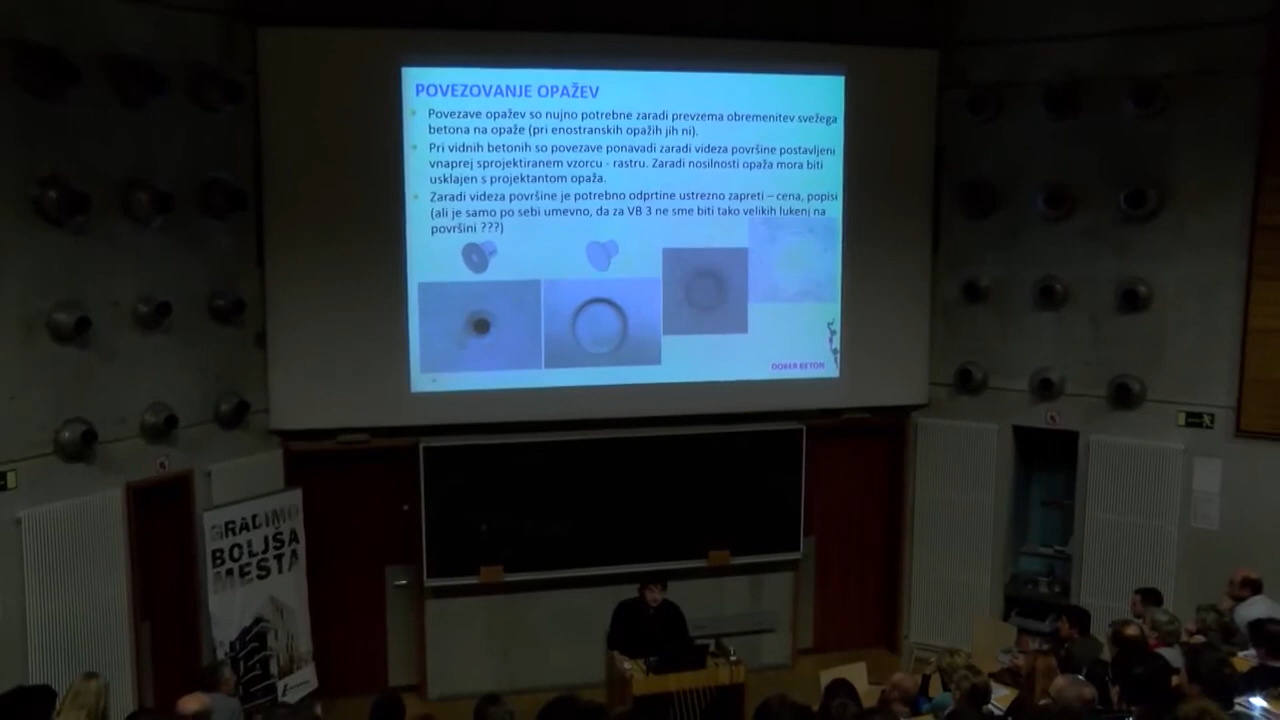 POVEZOVANJE OPAŽEV
Povezave opažev so nujno potrebne zaradi prevzema obremenitev svežega
betona na opaže (pri enostranskih opažih jih ni).
Pri vidnih betonih so povezave ponavadi zaradi videza površine postavljeni
vnaprej sprojektiranem vzorcu - rastru. Zaradi nosilnosti opaža mora biti
usklajen s projektantom opaža.
Zaradi videza površine je potrebno odprtine ustrezno zapreti – cena, popisi
(ali je samo po sebi umevno, da za VB 3 ne sme biti tako velikih lukenj na
površini ???)
DOBER BETON
GRADIMO
BOLJŠA
MESTA